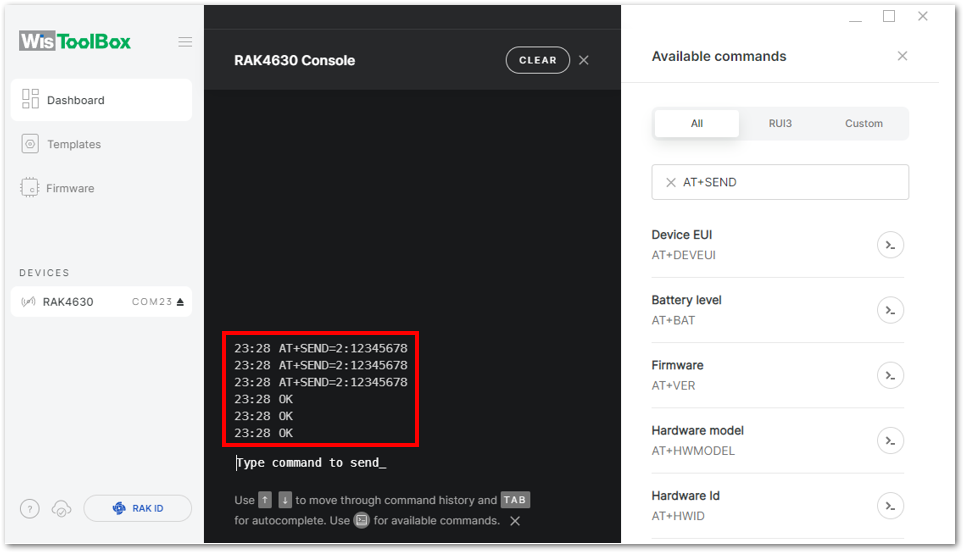 WisToolBox
Dashboard
Templates
Firmware
DEVICES
RAK4630 COM23
?
RAK ID
RAK4630 Console
CLEAR
23:28 AT+SEND=2:12345678
23:28 AT+SEND=2:12345678
23:28 AT+SEND=2:12345678
23:28 OK
23:28 OK
23:28 OK
Type command to send_
Use ↑ ↓ to move through command history and TAB
for autocomplete. Use for available commands.
Available commands
All RUI3 Custom
AT+SEND
Device EUI
AT+DEVEUI
Battery level
AT+BAT
Firmware
AT+VER
Hardware model
AT+HWMODEL
Hardware Id
AT+HWID